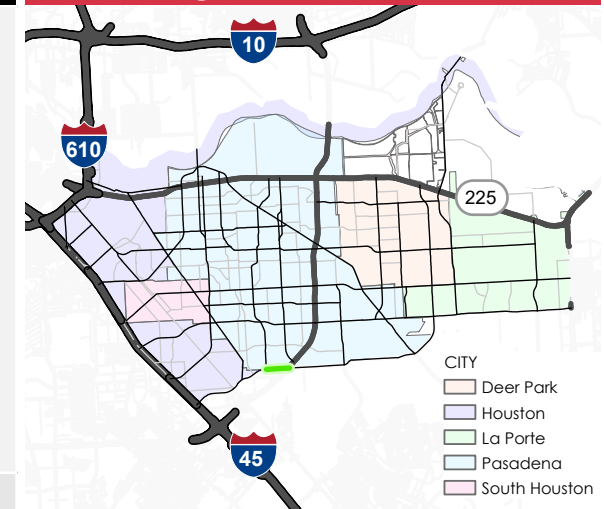 10
610
225
CITY
Deer Park
Houston
La Porte
Pasadena
South Houston
45